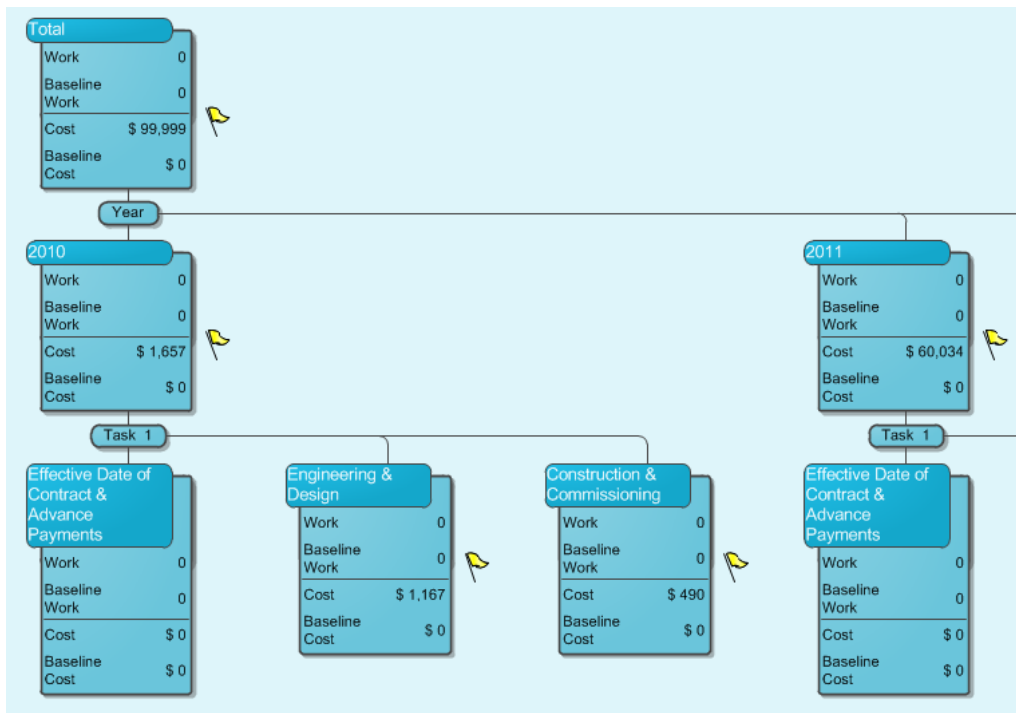 Total
Work 0
Baseline
Work 0
Cost $ 99,999
Baseline
Cost $ 0
Year
2010
Work 0
Baseline
Work 0
Cost $ 1,657
Baseline
Cost $ 0
2011
Work 0
Baseline
Work 0
Cost $ 60,034
Baseline
Cost $ 0
Task 1
Task 1
Effective Date of
Contract &
Advance
Payments
Work 0
Baseline
Work 0
Cost $ 0
Baseline
Cost $ 0
Engineering &
Design
Work 0
Baseline
Work 0
Cost $ 1,167
Baseline
Cost $ 0
Construction &
Commissioning
Work 0
Baseline
Work 0
Cost $ 490
Baseline
Cost $ 0
Effective Date of
Contract &
Advance
Payments
Work 0
Baseline
Work 0
Cost $ 0
Baseline
Cost $ 0